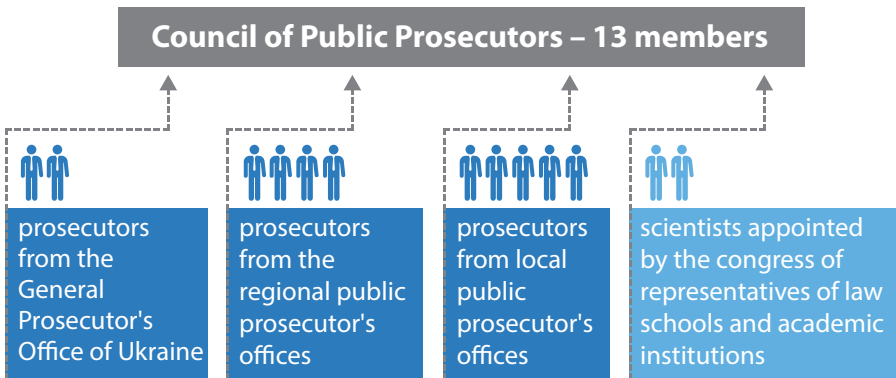 Council of Public Prosecutors – 13 members
prosecutors
from the
General
Prosecutor's
Office of Ukraine
prosecutors
from the
regional public
prosecutor's
offices
prosecutors
from local
public
prosecutor's
offices
scientists appointed
by the congress of
representatives of law
schools and academic
institutions